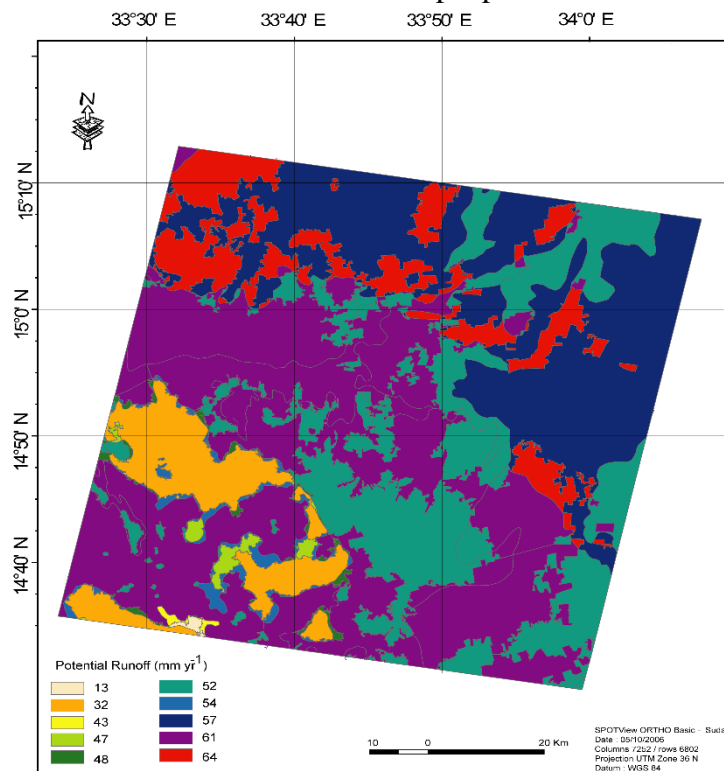 33°30' E 33°40' E 33°50' E 34°0' E
N
15°10' N
15°0' N
14°50' N
14°40' N
Potential Runoff (mm yr̄¹)
13 52
32 54
43 57
47 61
48 64
10 0 20 Km
SPOTView ORTHO Basic - Suda
Date : 05/10/2006
Columns 7252 / rows 6802
Projection UTM Zone 36 N
Datum : WGS 84